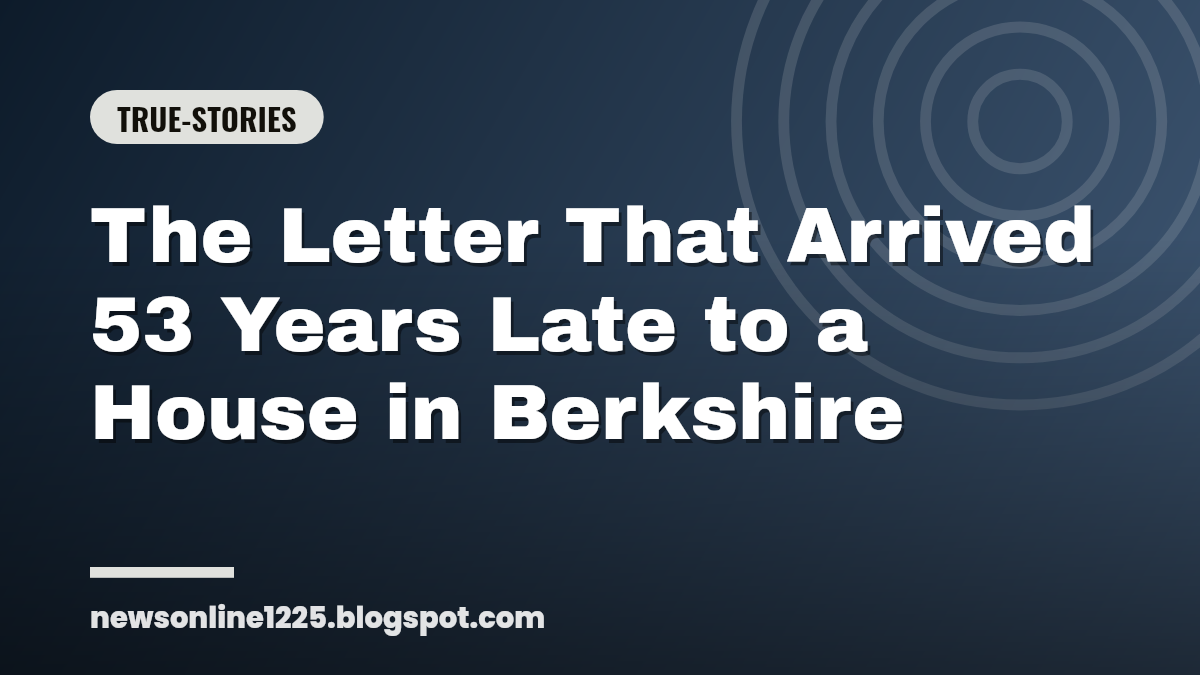 TRUE-STORIES
The Letter That Arrived
53 Years Late to a
House in Berkshire
newsonline1225.blogspot.com